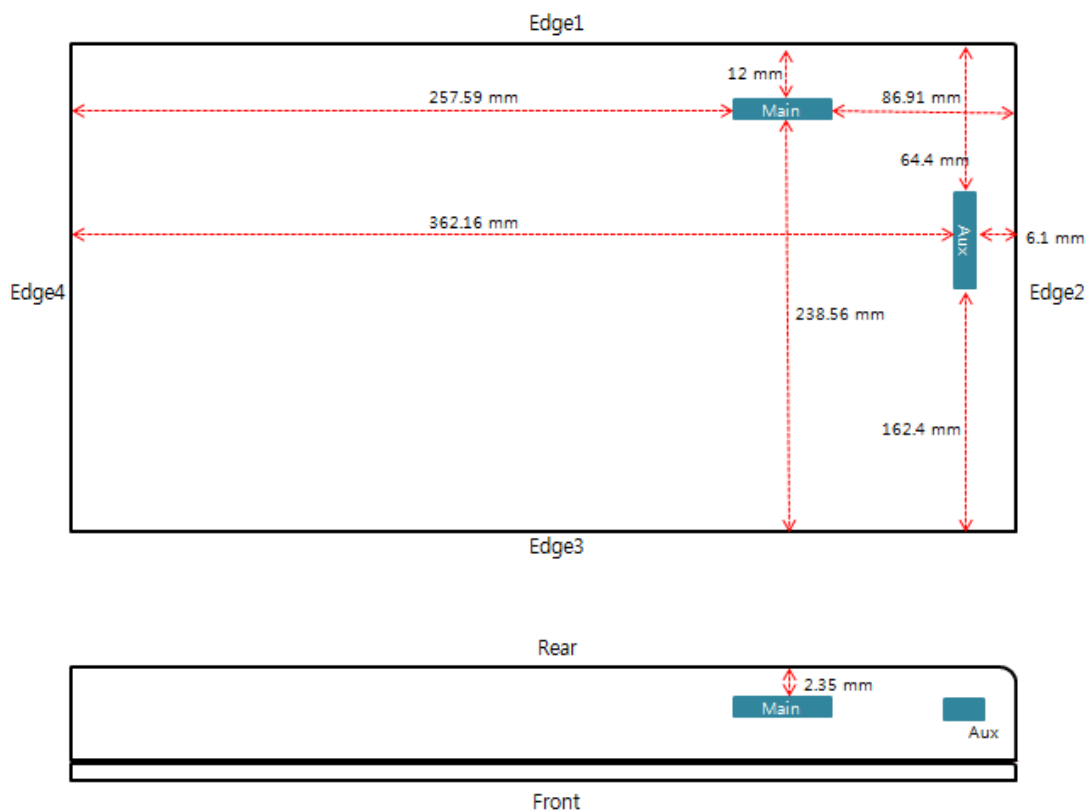 Edge1
12 mm
257.59 mm
Main
86.91 mm
64.4 mm
362.16 mm
Aux
6.1 mm
Edge4
Edge2
238.56 mm
162.4 mm
Edge3
Rear
2.35 mm
Main
Aux
Front